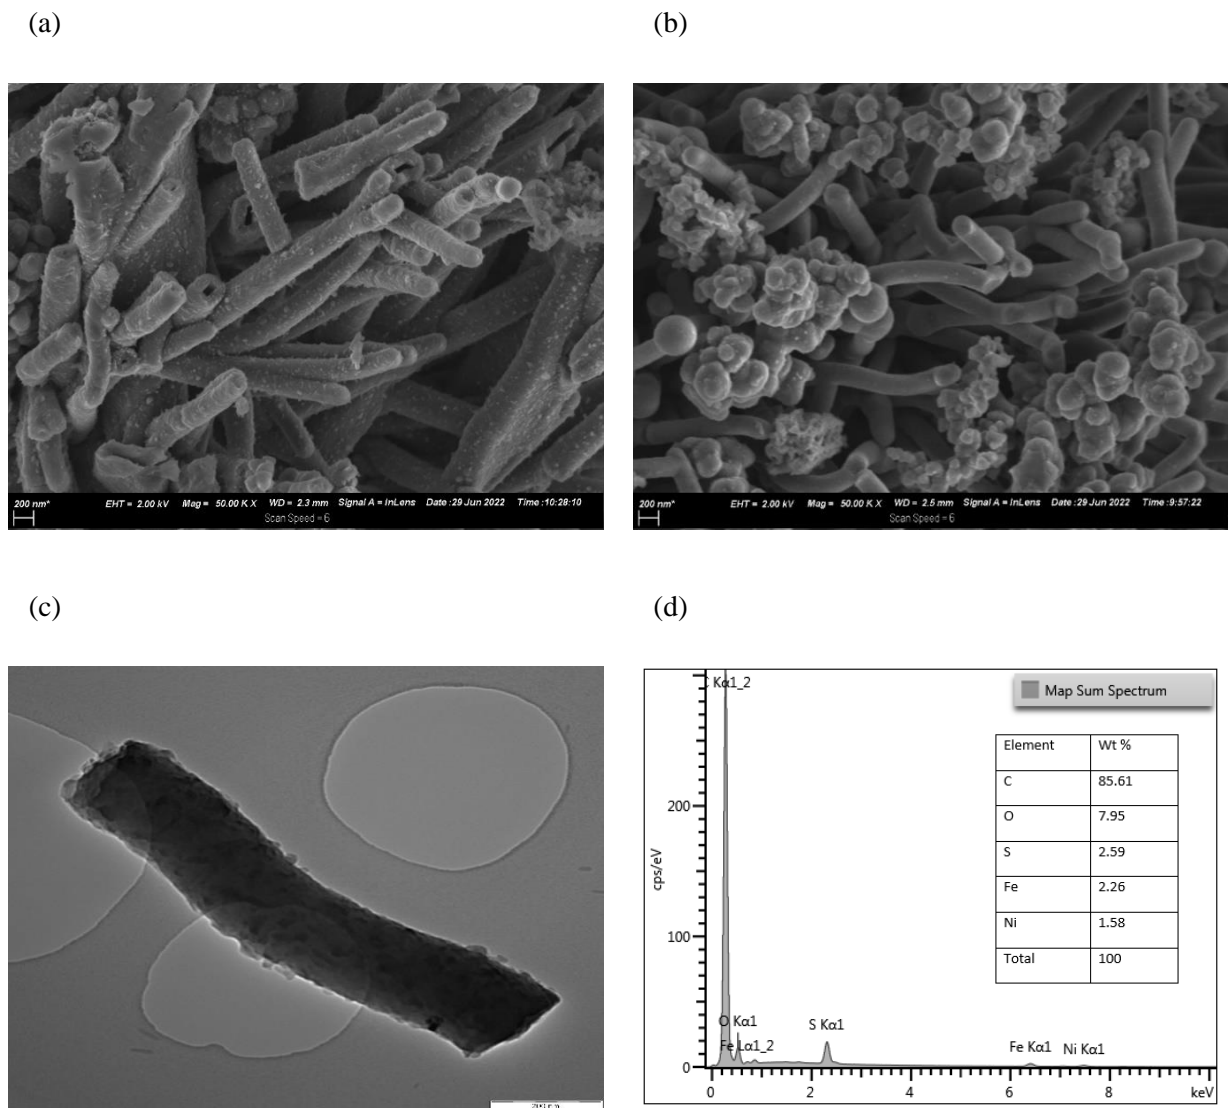 (a)
(b)
200 nm*
EHT = 2.00 kV Mag = 50.00 K X WD = 2.3 mm Signal A = InLens Date :29 Jun 2022 Time :10:28:10
Scan Speed = 6
200 nm*
EHT = 2.00 kV Mag = 50.00 K X WD = 2.5 mm Signal A = InLens Date :29 Jun 2022 Time :9:57:22
Scan Speed = 6
(c)
(d)
200 nm
C Kα1_2
Map Sum Spectrum
Element Wt %
C 85.61
O 7.95
S 2.59
Fe 2.26
Ni 1.58
Total 100
200
cps/eV
100
O Kα1
Fe Lα1_2
S Kα1
Fe Kα1
Ni Kα1
0
0 2 4 6 8 keV